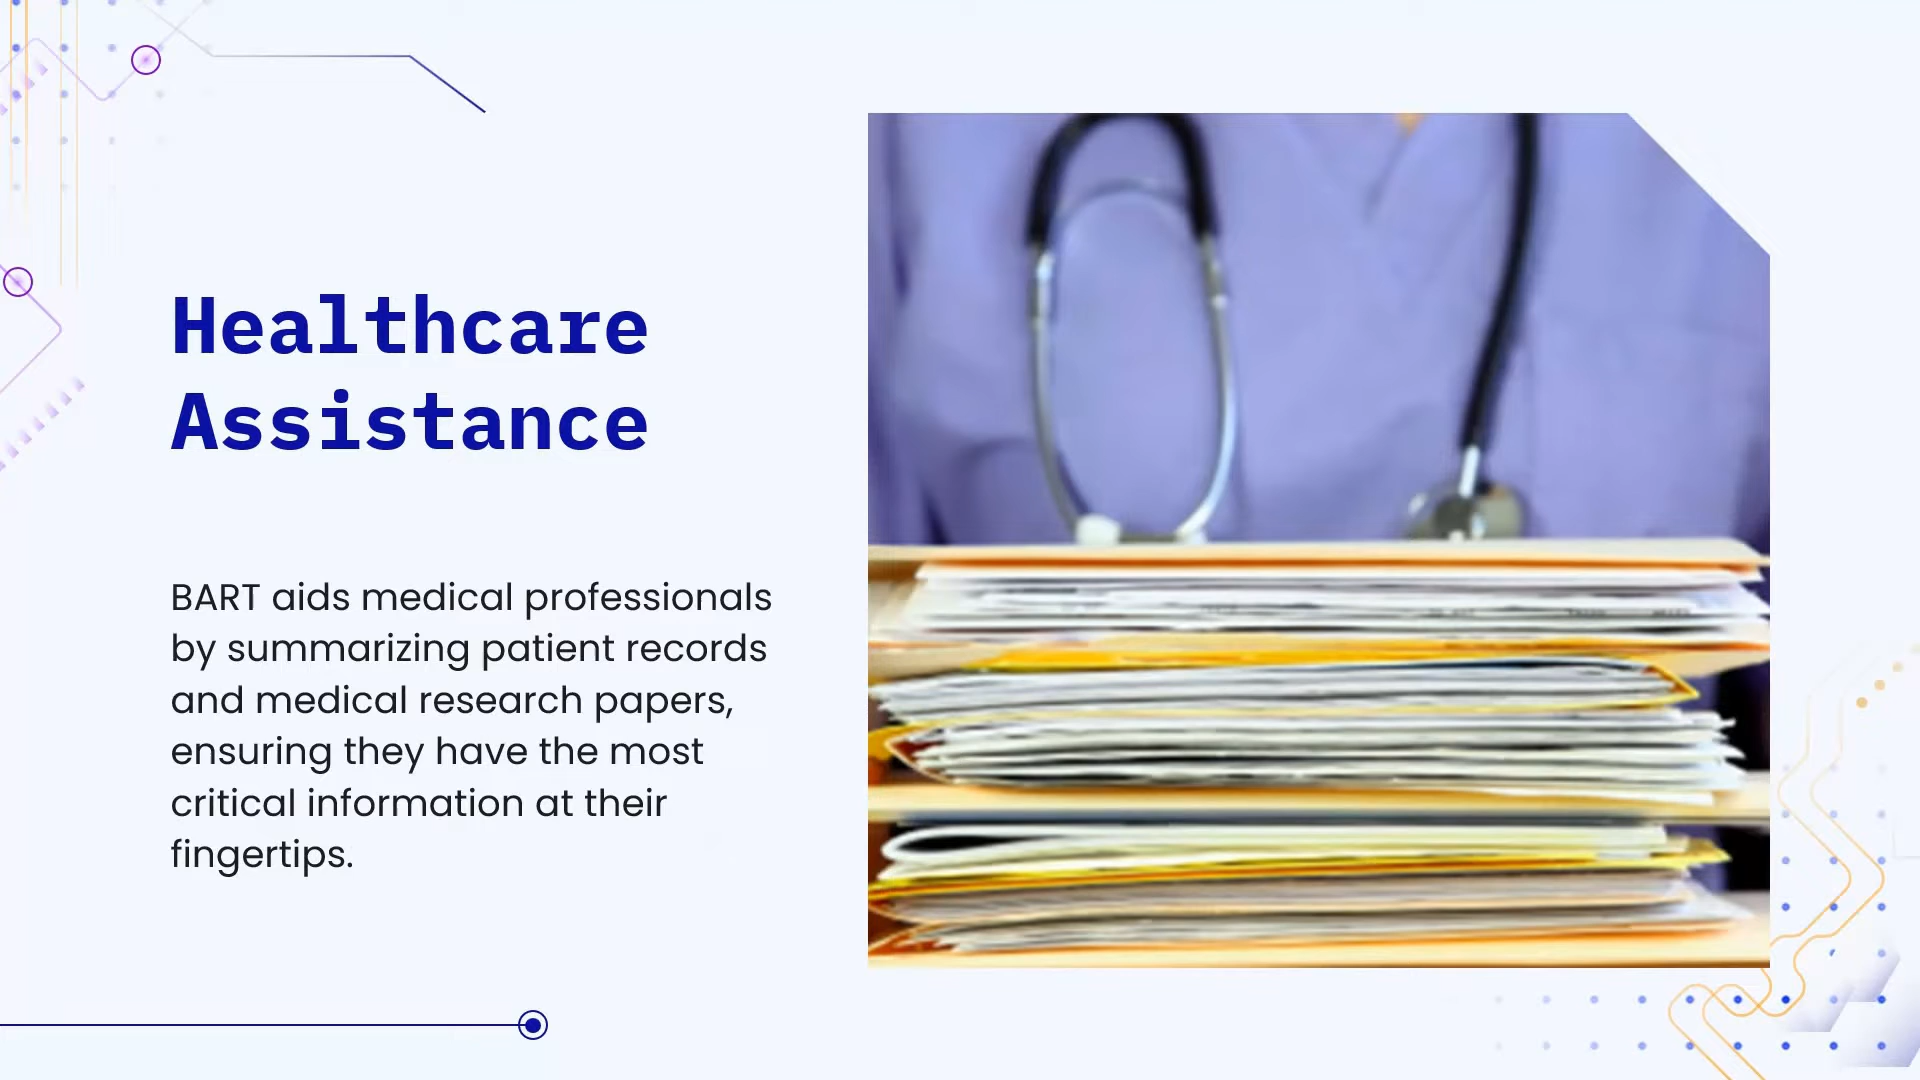 Healthcare
Assistance
BART aids medical professionals
by summarizing patient records
and medical research papers,
ensuring they have the most
critical information at their
fingertips.